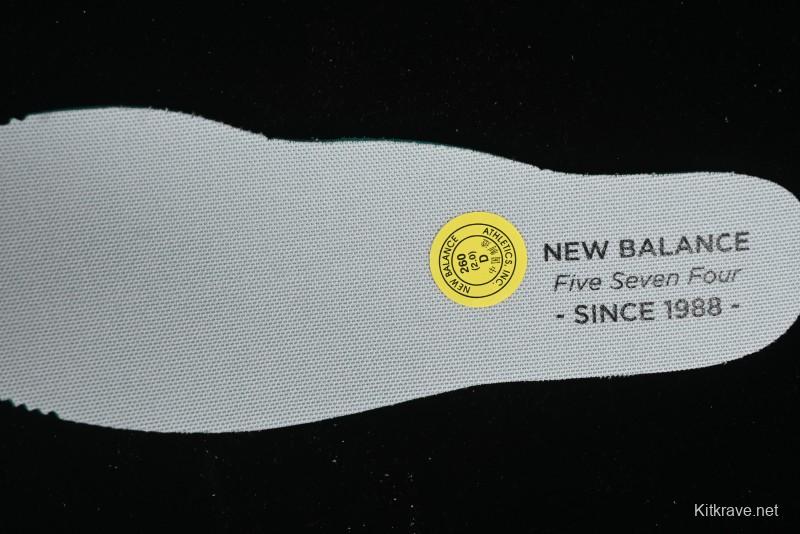 NEW BALANCE ATHLETICS, INC.
260
(2.0)
D
NEW BALANCE
Five Seven Four
- SINCE 1988 -
Kitkrave.net